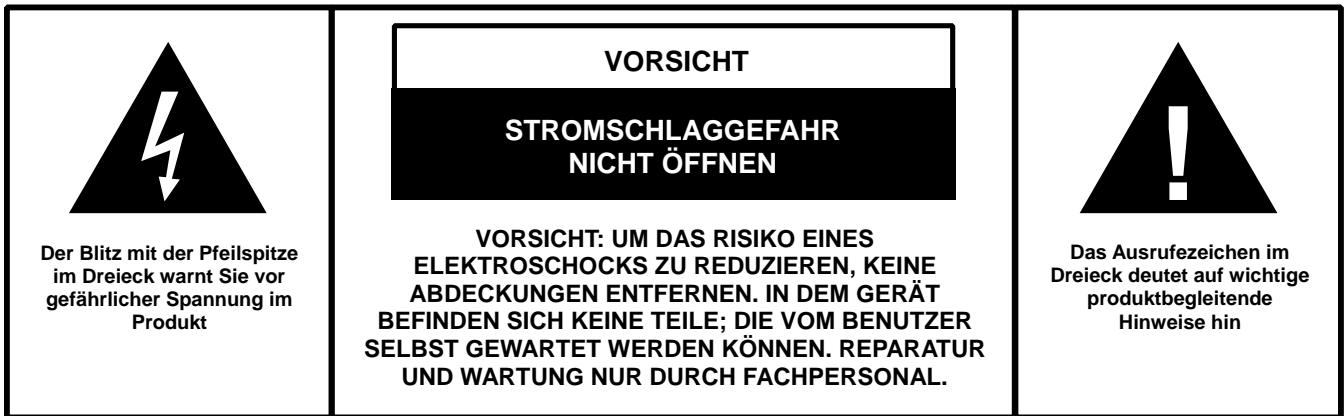 Der Blitz mit der Pfeilspitze
im Dreieck warnt Sie vor
gefährlicher Spannung im
Produkt
VORSICHT
STROMSCHLAGGEFAHR
NICHT ÖFFNEN
VORSICHT: UM DAS RISIKO EINES
ELEKTROSCHOCKS ZU REDUZIEREN, KEINE
ABDECKUNGEN ENTFERNEN. IN DEM GERÄT
BEFINDEN SICH KEINE TEILE; DIE VOM BENUTZER
SELBST GEWARTET WERDEN KÖNNEN. REPARATUR
UND WARTUNG NUR DURCH FACHPERSONAL.
!
Das Ausrufezeichen im
Dreieck deutet auf wichtige
produktbegleitende
Hinweise hin